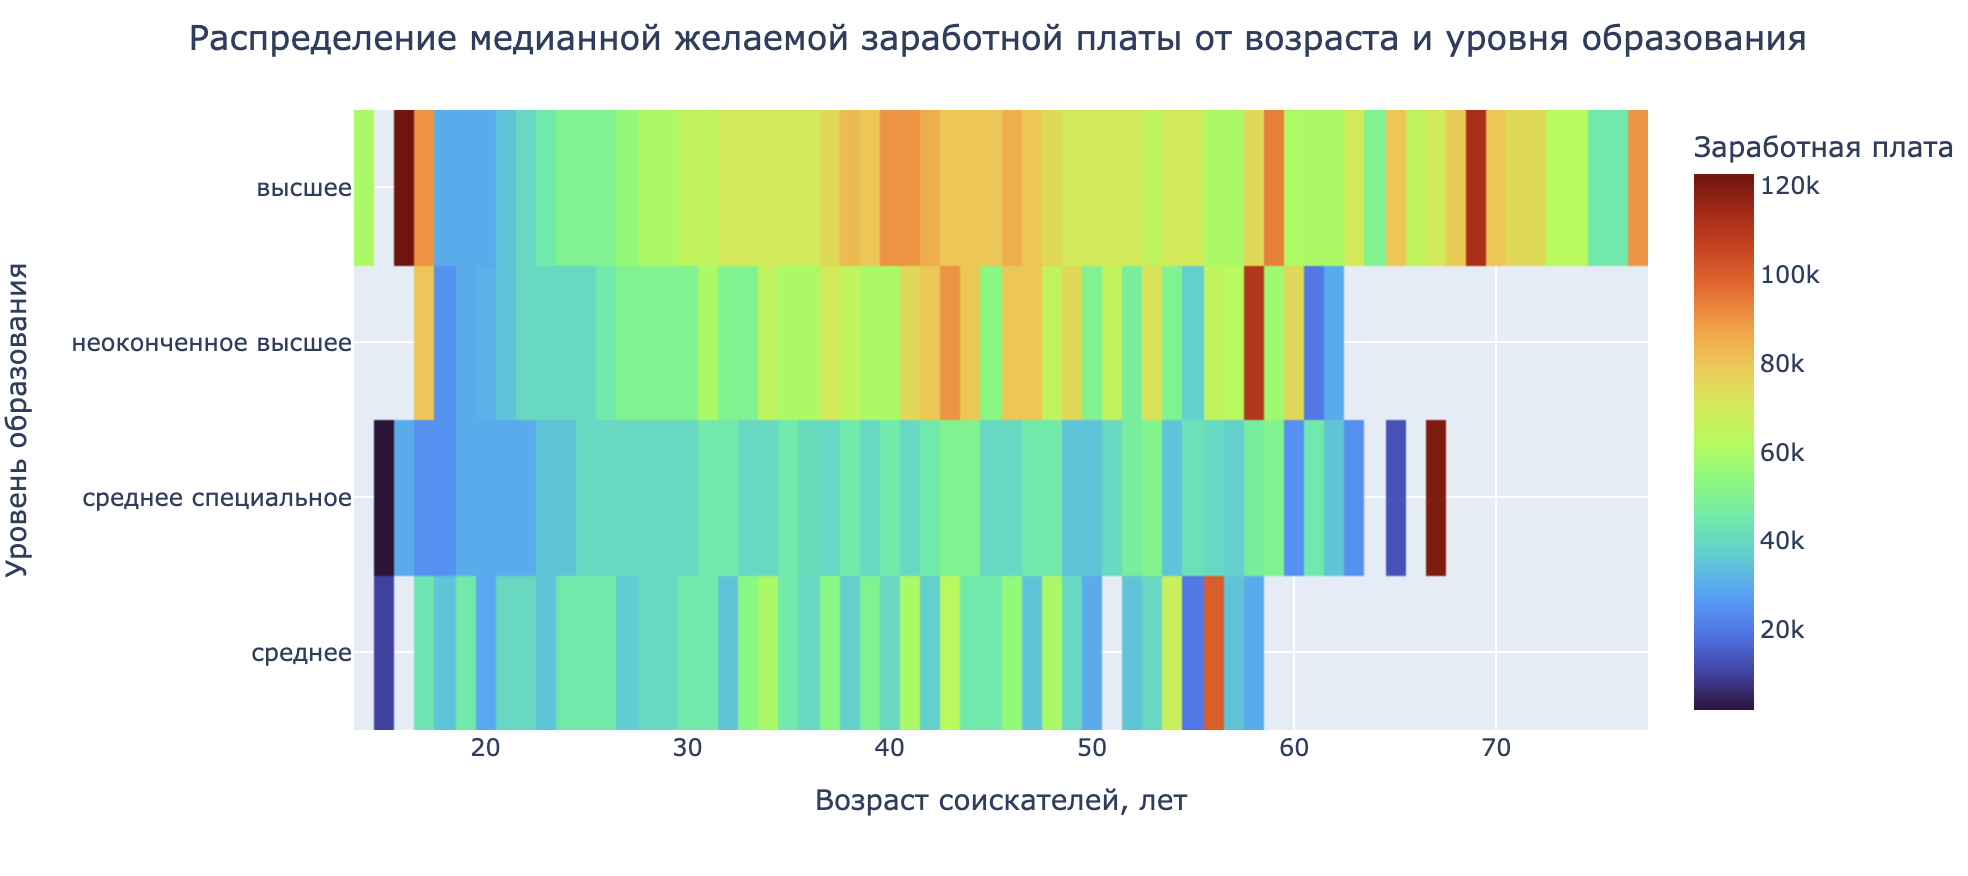 Распределение медианной желаемой заработной платы от возраста и уровня образования
Уровень образования
высшее
неоконченное высшее
среднее специальное
среднее
20 30 40 50 60 70
Возраст соискателей, лет
Заработная плата
120k
100k
80k
60k
40k
20k